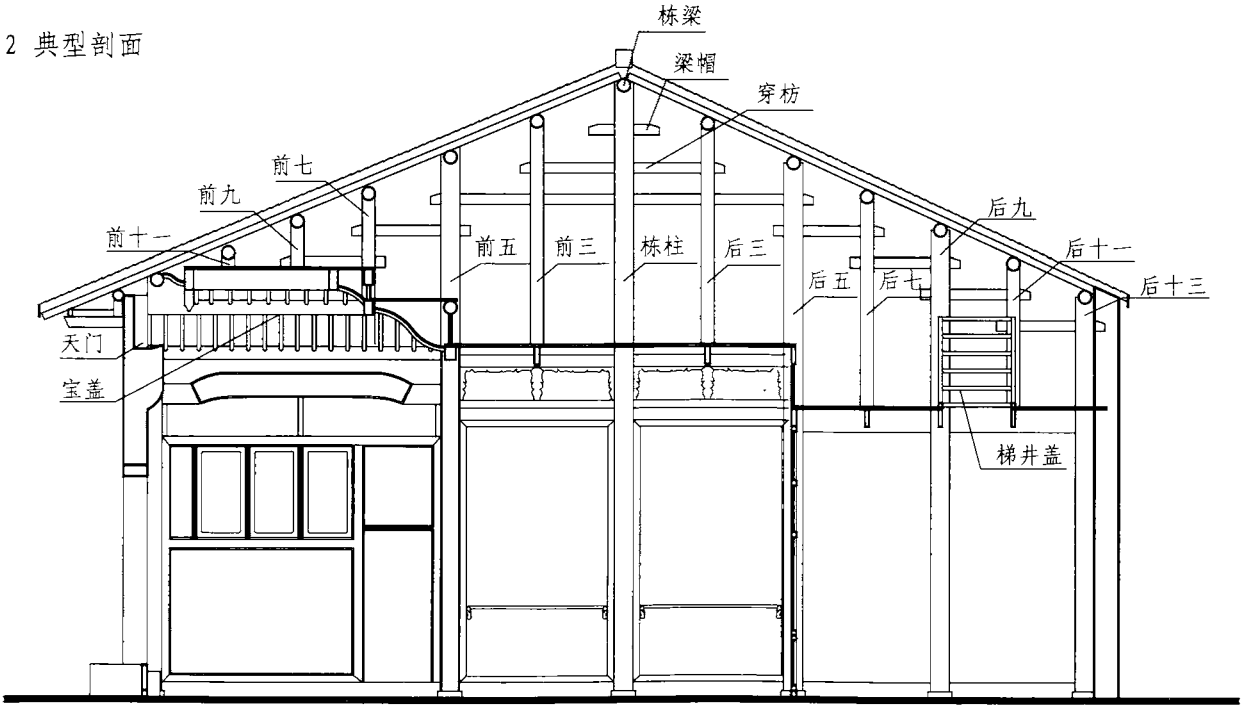 2 典型剖面
栋梁
梁帽
穿枋
前七
前九
前十一
后九
后十一
后十三
前五
前三
栋柱
后三
后五
后七
天门
宝盖
梯井盖